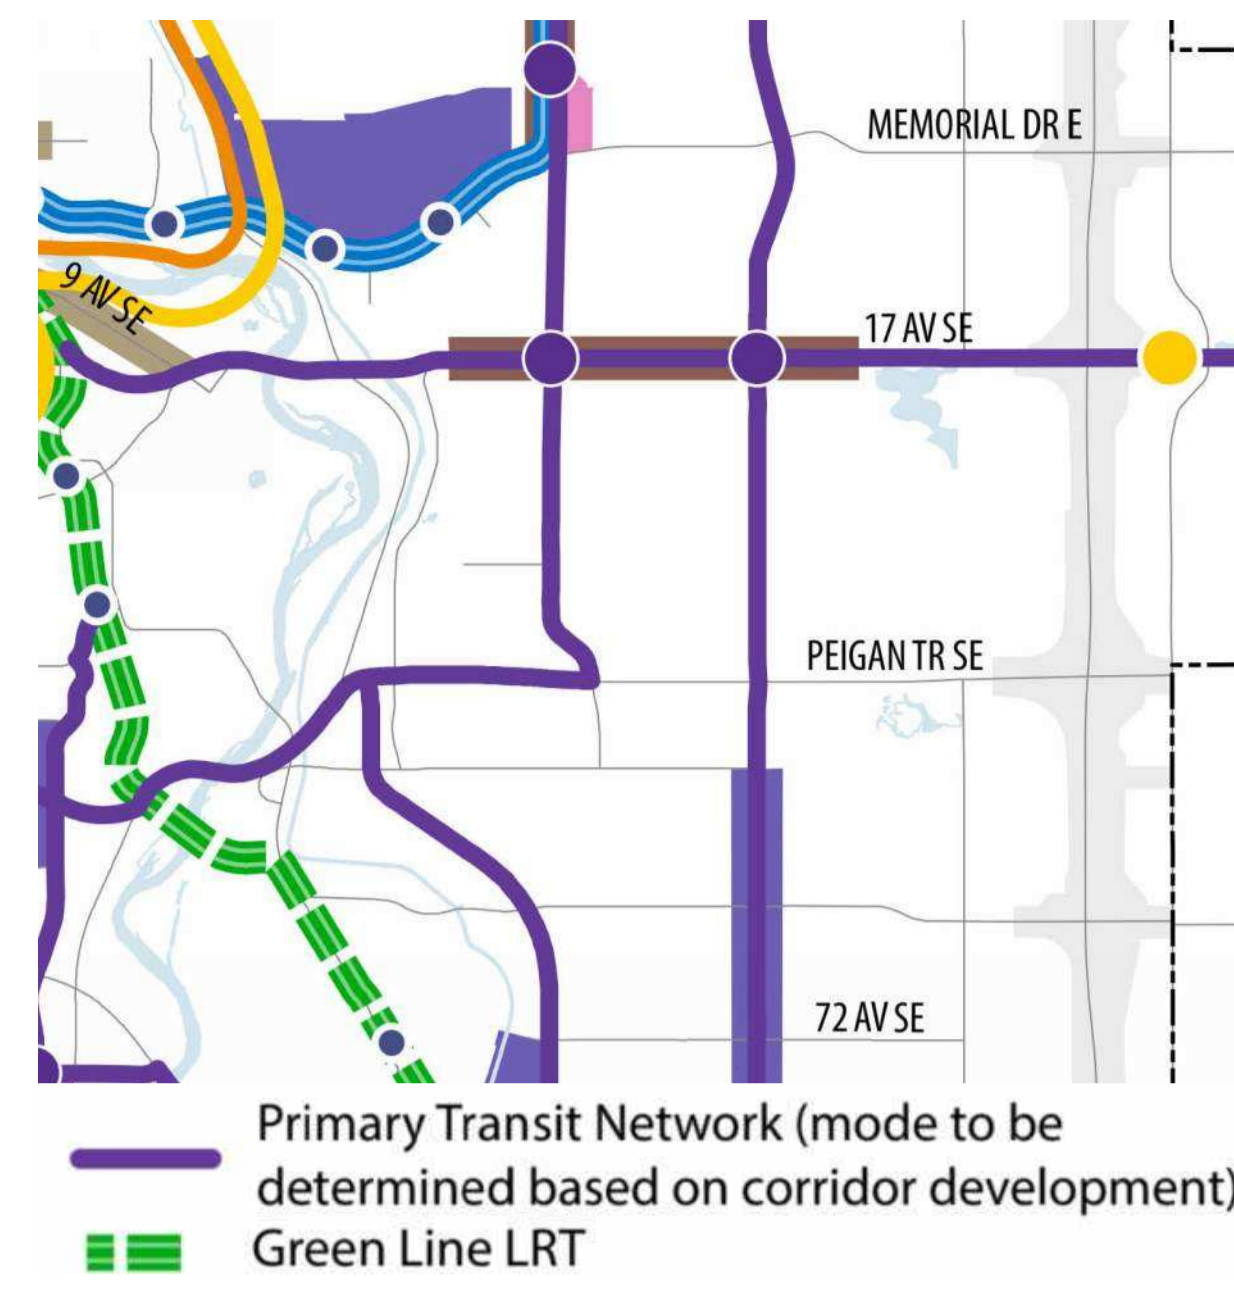 MEMORIAL DR E
9 AV SE
17 AV SE
PEIGAN TR SE
72 AV SE
Primary Transit Network (mode to be
determined based on corridor development)
Green Line LRT